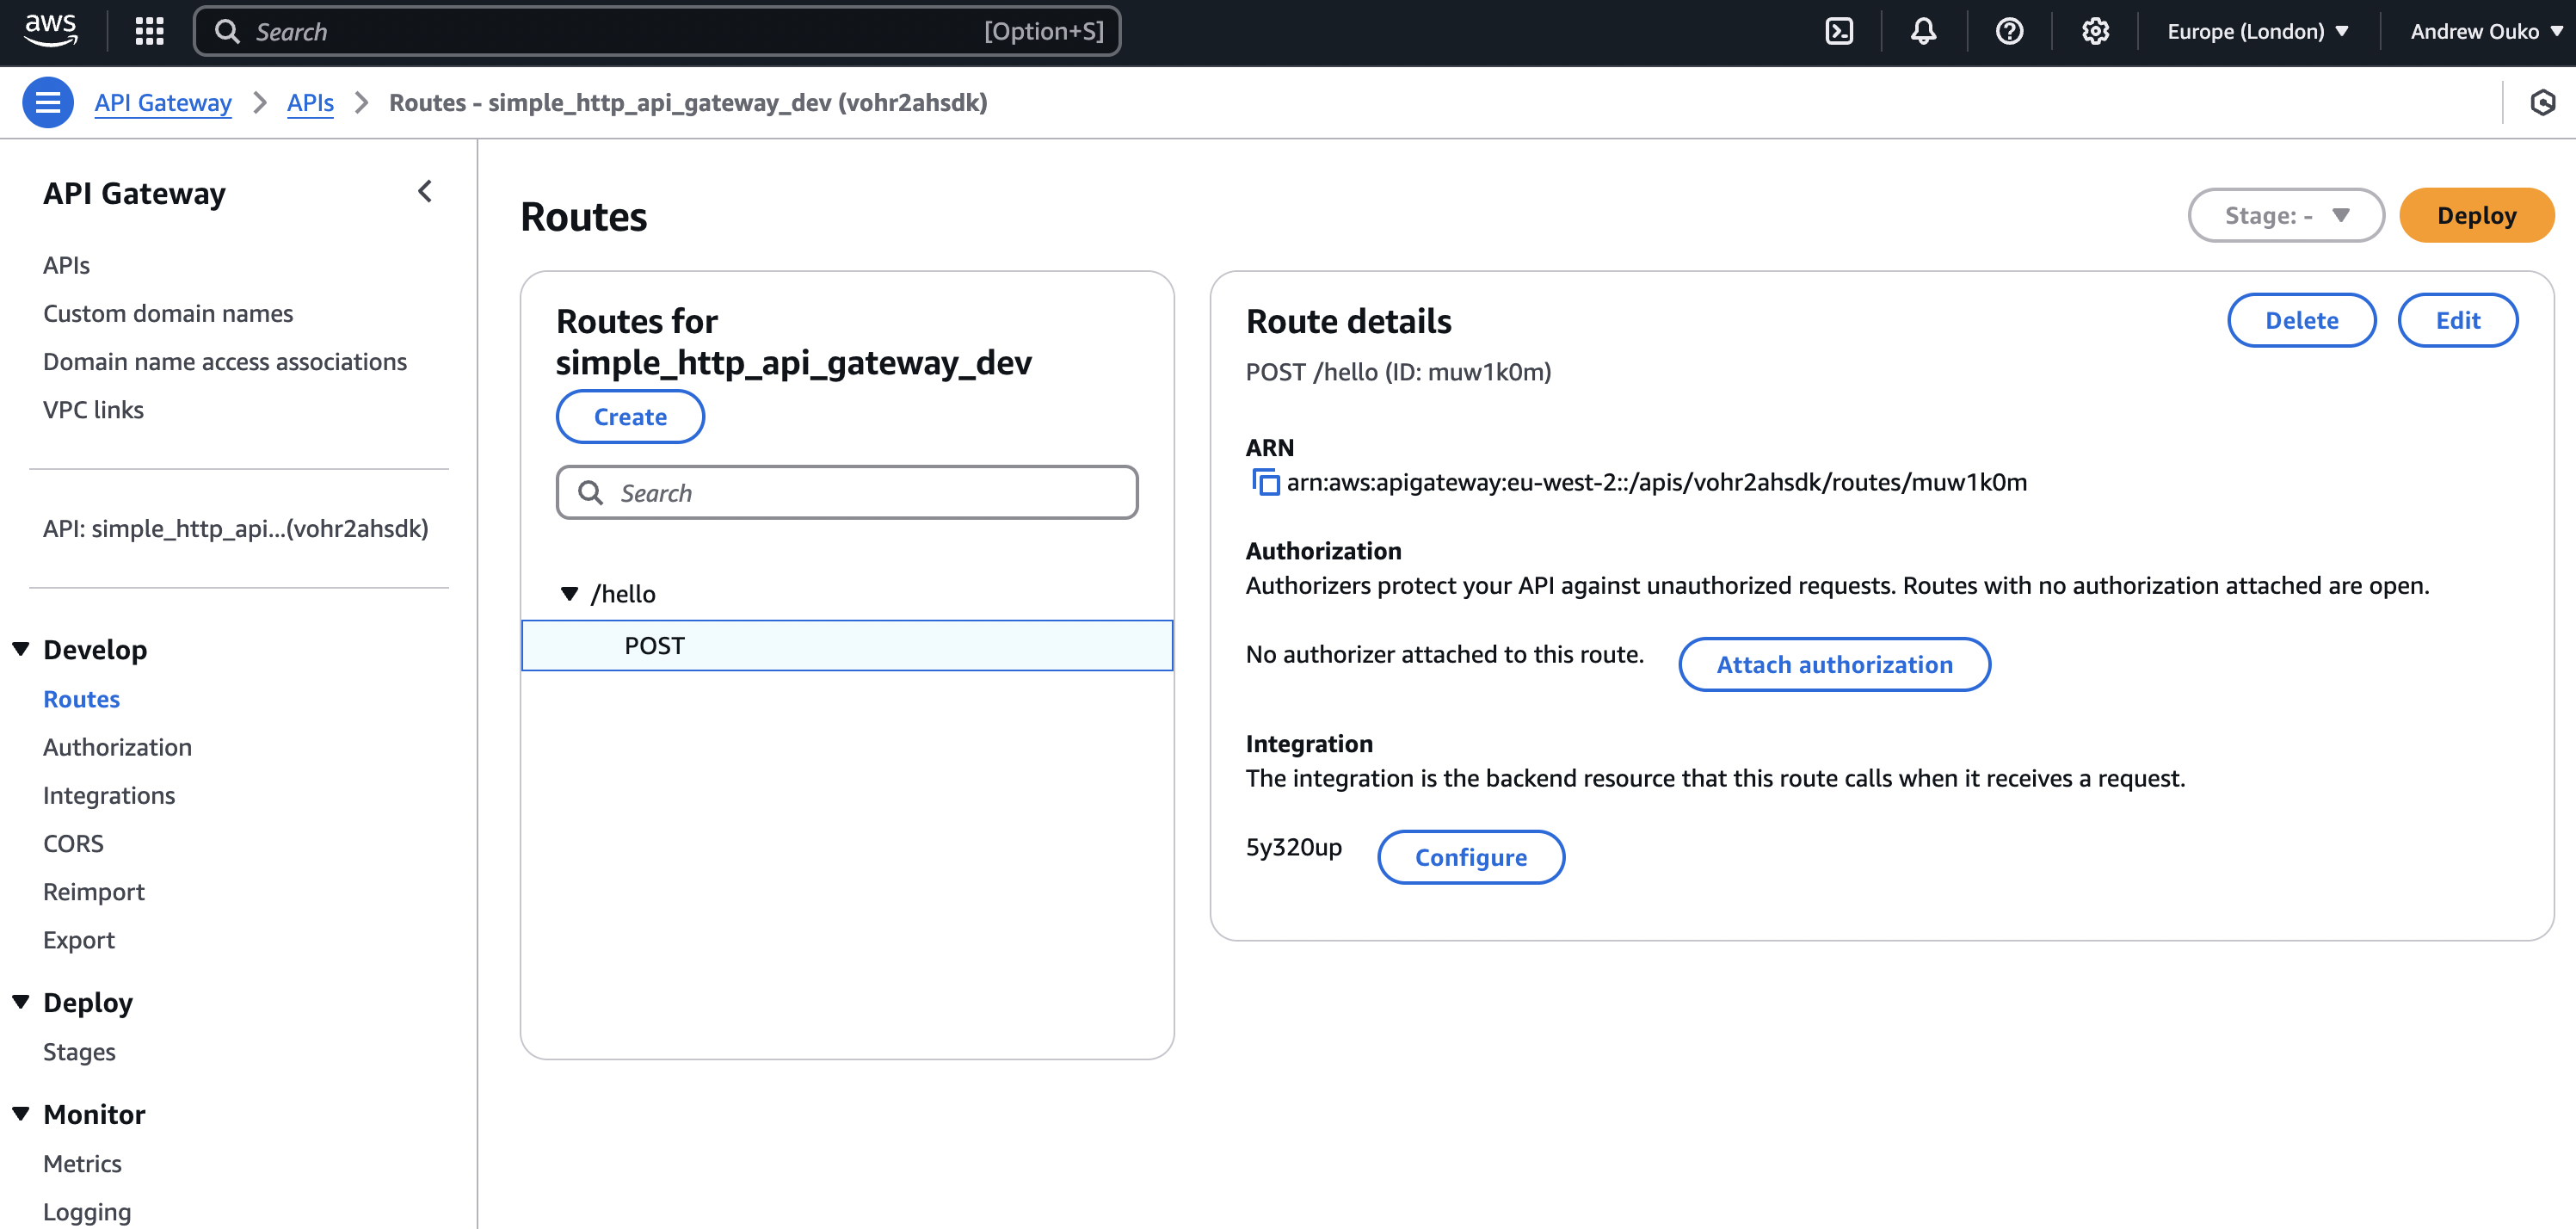 aws
Search
[Option+S]
Europe (London)
Andrew Ouko
API Gateway
APIs
Routes - simple_http_api_gateway_dev (vohr2ahsdk)
API Gateway
APIs
Custom domain names
Domain name access associations
VPC links
API: simple_http_api...(vohr2ahsdk)
Develop
Routes
Authorization
Integrations
CORS
Reimport
Export
Deploy
Stages
Monitor
Metrics
Logging
Routes
Stage: -
Deploy
Routes for
simple_http_api_gateway_dev
Create
Search
/hello
POST
Route details
Delete
Edit
POST /hello (ID: muw1k0m)
ARN
arn:aws:apigateway:eu-west-2::/apis/vohr2ahsdk/routes/muw1k0m
Authorization
Authorizers protect your API against unauthorized requests. Routes with no authorization attached are open.
No authorizer attached to this route.
Attach authorization
Integration
The integration is the backend resource that this route calls when it receives a request.
5y320up
Configure